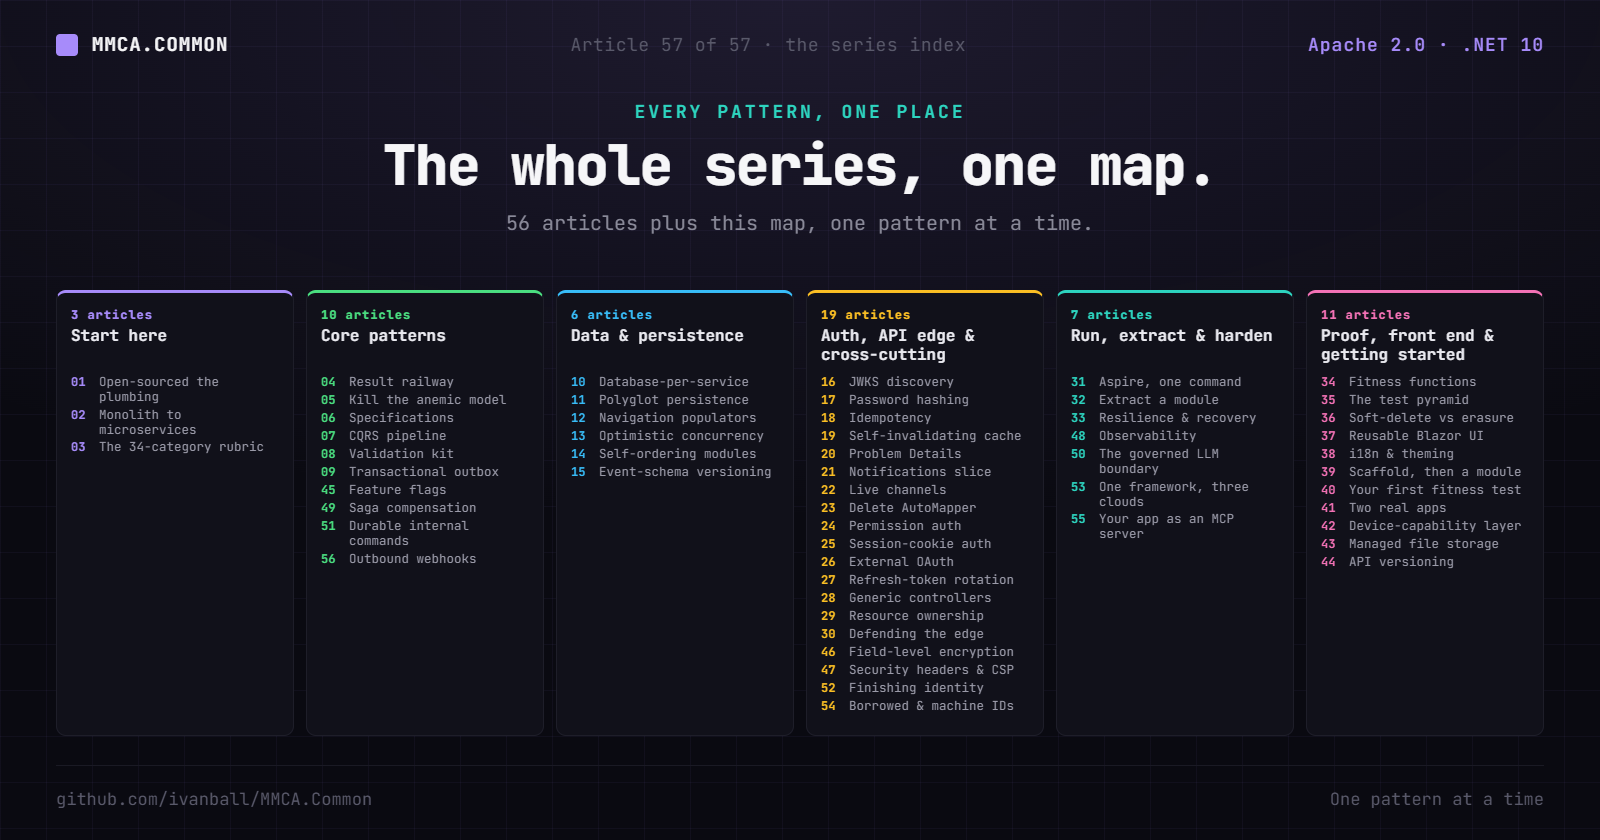 MMCA.COMMON
Article 57 of 57 · the series index
Apache 2.0 · .NET 10
EVERY PATTERN, ONE PLACE
The whole series, one map.
56 articles plus this map, one pattern at a time.
3 articles
Start here
01 Open-sourced the
plumbing
02 Monolith to
microservices
03 The 34-category rubric
10 articles
Core patterns
04 Result railway
05 Kill the anemic model
06 Specifications
07 CQRS pipeline
08 Validation kit
09 Transactional outbox
45 Feature flags
49 Saga compensation
51 Durable internal
commands
56 Outbound webhooks
6 articles
Data & persistence
10 Database-per-service
11 Polyglot persistence
12 Navigation populators
13 Optimistic concurrency
14 Self-ordering modules
15 Event-schema versioning
19 articles
Auth, API edge &
cross-cutting
16 JWKS discovery
17 Password hashing
18 Idempotency
19 Self-invalidating cache
20 Problem Details
21 Notifications slice
22 Live channels
23 Delete AutoMapper
24 Permission auth
25 Session-cookie auth
26 External OAuth
27 Refresh-token rotation
28 Generic controllers
29 Resource ownership
30 Defending the edge
46 Field-level encryption
47 Security headers & CSP
52 Finishing identity
54 Borrowed & machine IDs
7 articles
Run, extract & harden
31 Aspire, one command
32 Extract a module
33 Resilience & recovery
48 Observability
50 The governed LLM
boundary
53 One framework, three
clouds
55 Your app as an MCP
server
11 articles
Proof, front end &
getting started
34 Fitness functions
35 The test pyramid
36 Soft-delete vs erasure
37 Reusable Blazor UI
38 i18n & theming
39 Scaffold, then a module
40 Your first fitness test
41 Two real apps
42 Device-capability layer
43 Managed file storage
44 API versioning
github.com/ivanball/MMCA.Common
One pattern at a time